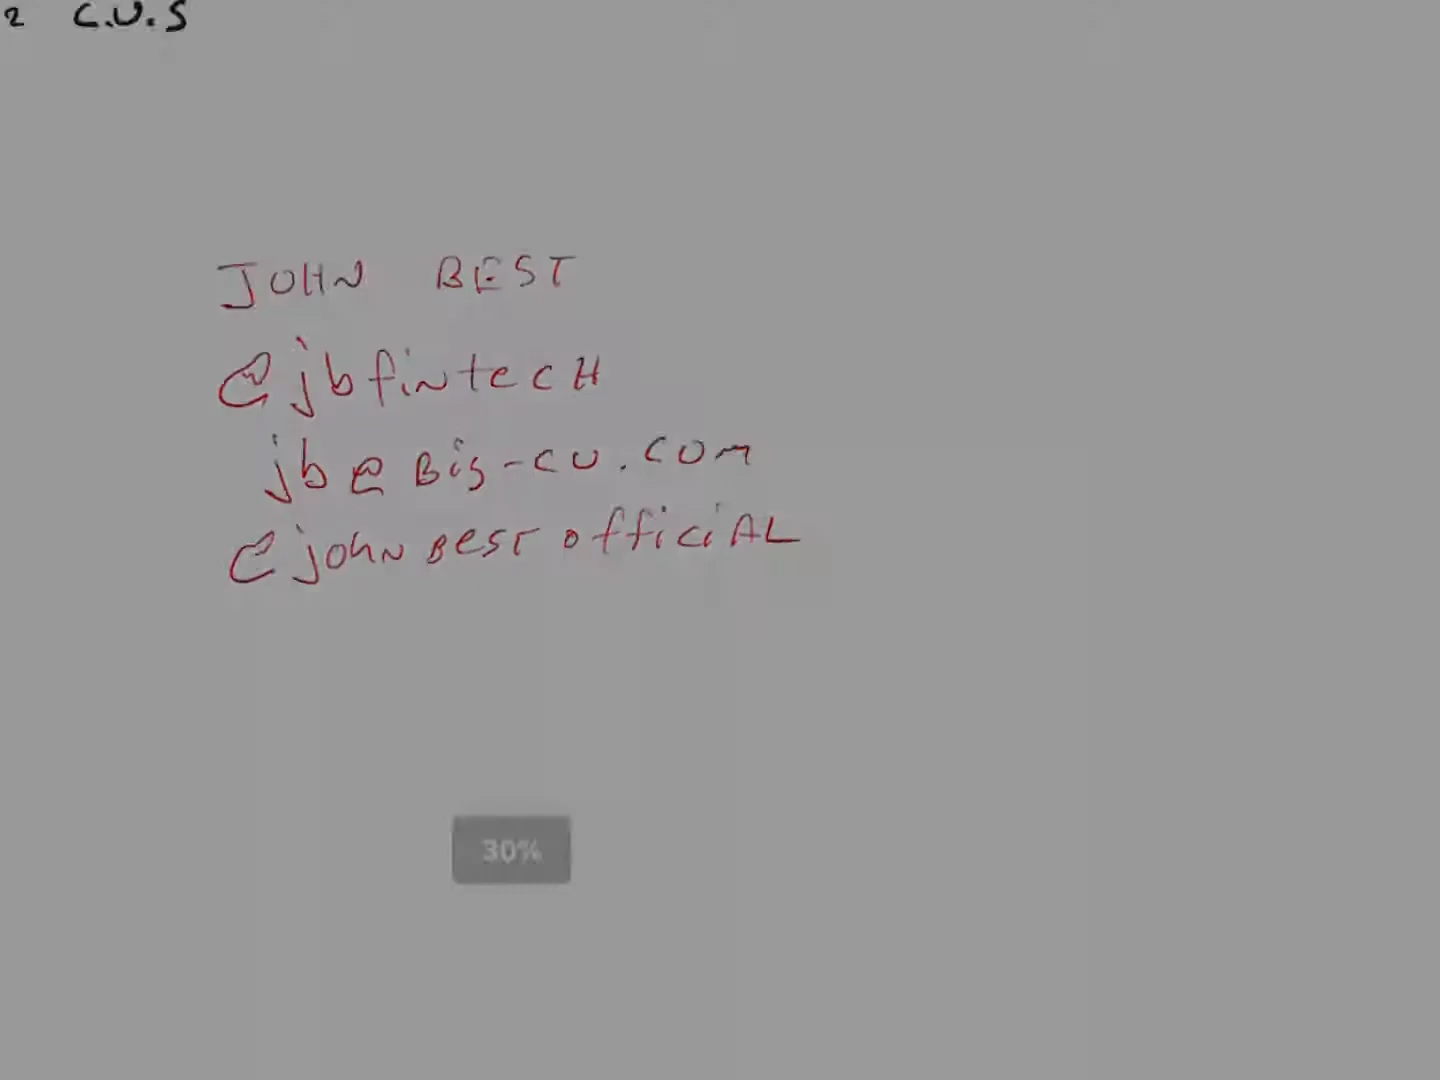 2 C.U.S
JOHN BEST
@jbfintecH
jb@Big-cu.com
@johNBesTofficiAL
30%